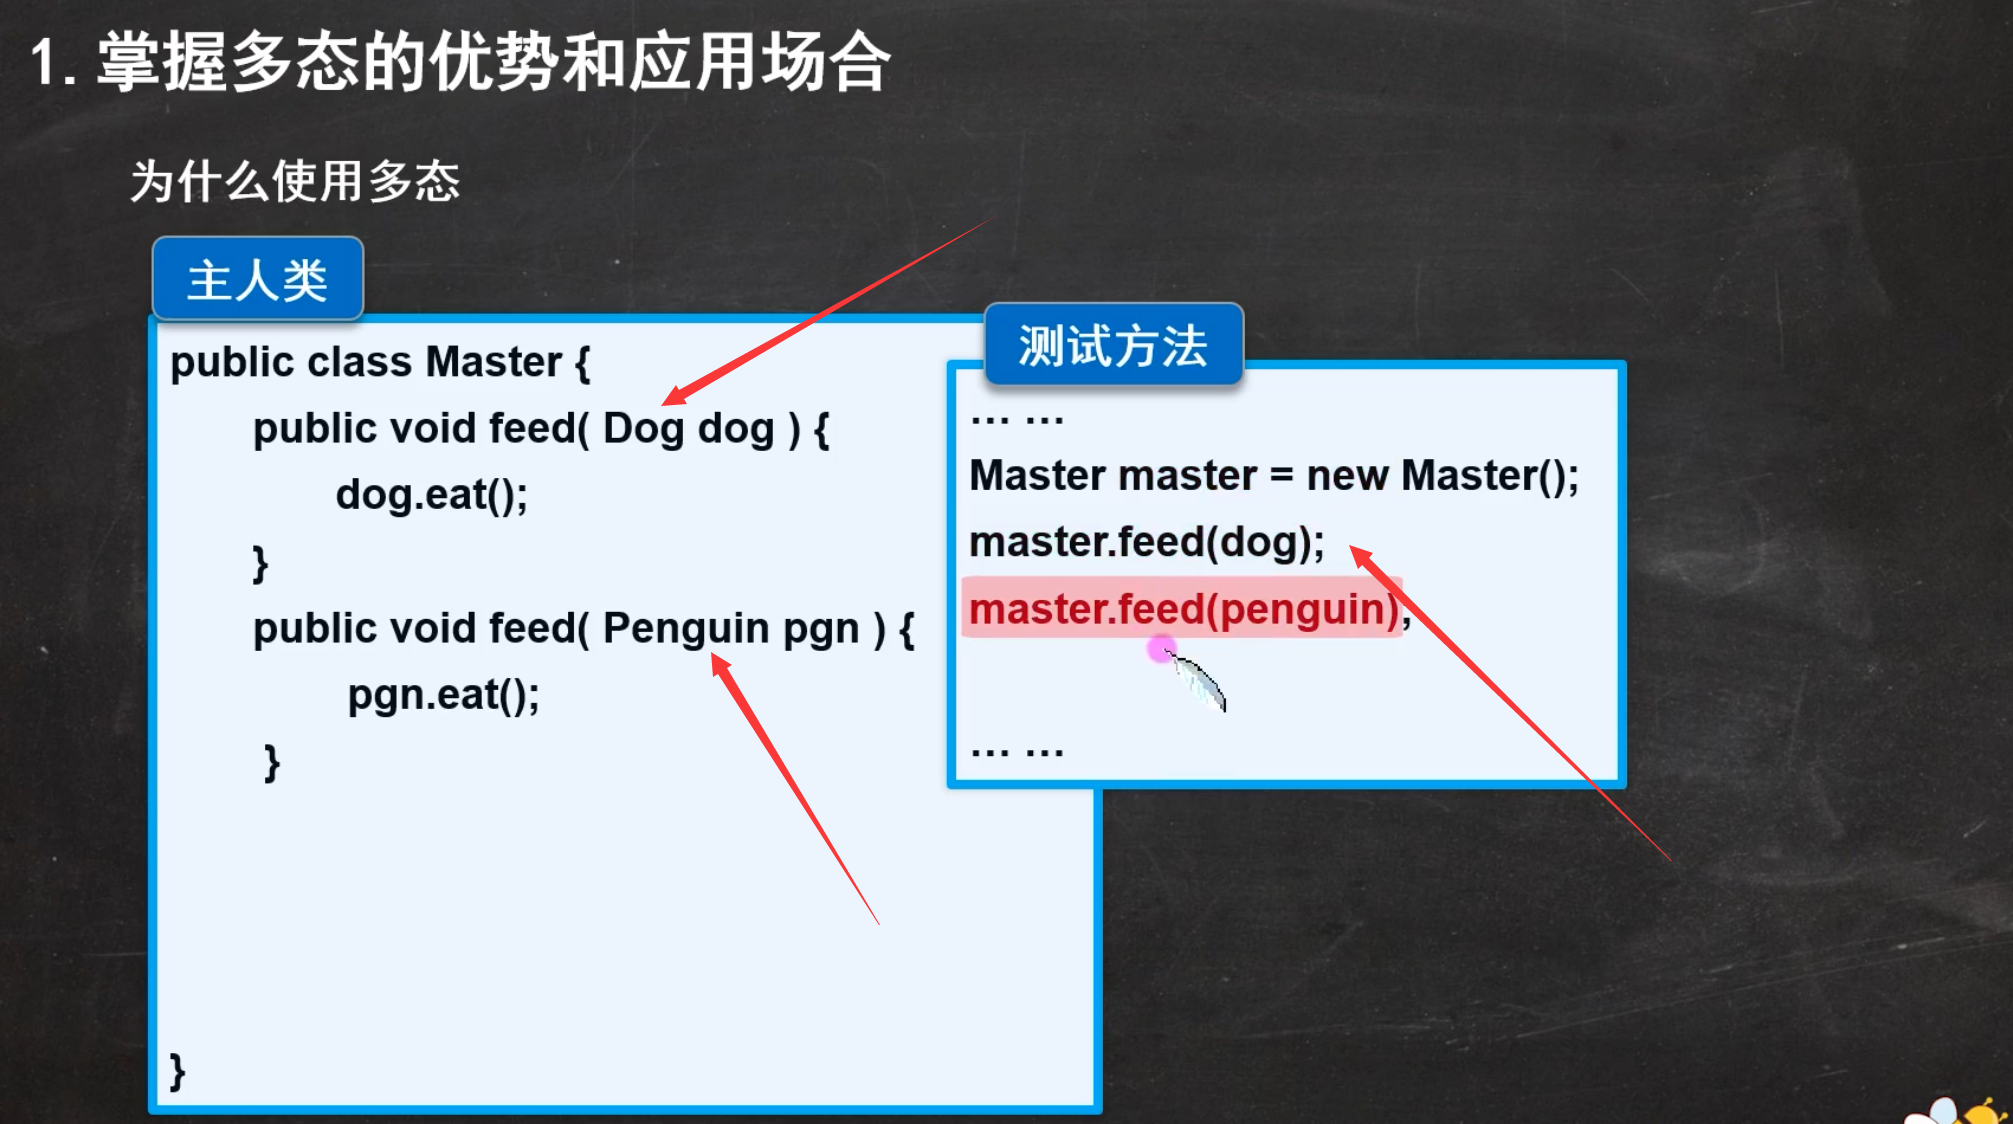 1.掌握多态的优势和应用场合
为什么使用多态
主人类
public class Master {
public void feed( Dog dog ) {
dog.eat();
}
public void feed( Penguin pgn ) {
pgn.eat();
}
}
测试方法
… …
Master master = new Master();
master.feed(dog);
master.feed(penguin);
… …